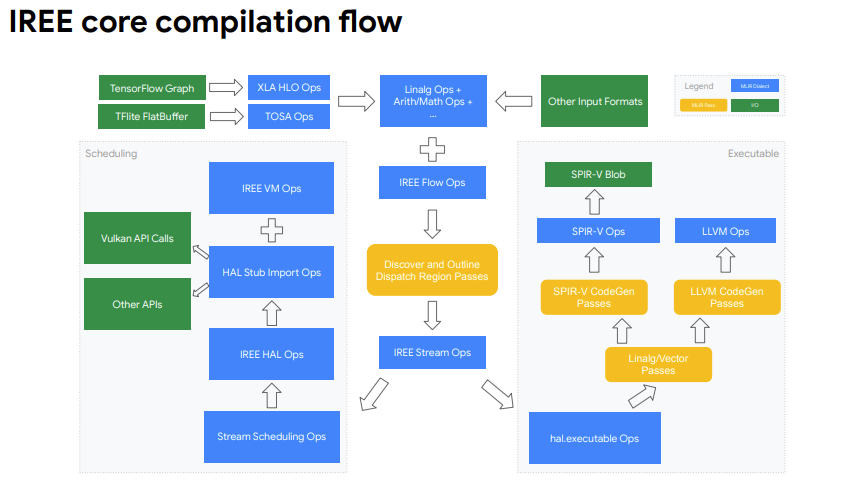 IREE core compilation flow
TensorFlow Graph
XLA HLO Ops
TFlite FlatBuffer
TOSA Ops
Linalg Ops +
Arith/Math Ops +
...
Other Input Formats
Legend
MLIR Dialect
MLIR Pass
I/O
Scheduling
IREE VM Ops
Vulkan API Calls
HAL Stub Import Ops
Other APIs
IREE HAL Ops
Stream Scheduling Ops
IREE Flow Ops
Discover and Outline
Dispatch Region Passes
IREE Stream Ops
Executable
SPIR-V Blob
SPIR-V Ops
LLVM Ops
SPIR-V CodeGen
Passes
LLVM CodeGen
Passes
Linalg/Vector
Passes
hal.executable Ops